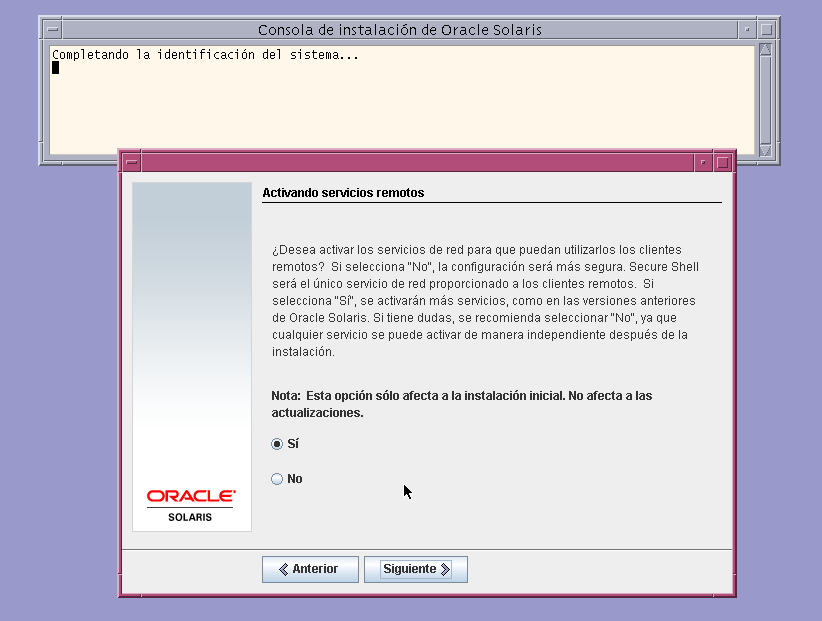 Consola de instalación de Oracle Solaris
Completando la identificación del sistema...
Activando servicios remotos
¿Desea activar los servicios de red para que puedan utilizarlos los clientes
remotos?  Si selecciona "No", la configuración será más segura. Secure Shell
será el único servicio de red proporcionado a los clientes remotos.  Si
selecciona "Sí", se activarán más servicios, como en las versiones anteriores
de Oracle Solaris. Si tiene dudas, se recomienda seleccionar "No", ya que
cualquier servicio se puede activar de manera independiente después de la
instalación.
Nota:  Esta opción sólo afecta a la instalación inicial. No afecta a las
actualizaciones.
Sí
No
ORACLE
SOLARIS
Anterior
Siguiente